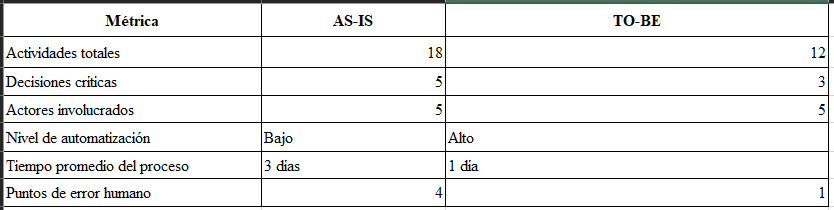 Métrica AS-IS TO-BE
Actividades totales 18 12
Decisiones críticas 5 3
Actores involucrados 5 5
Nivel de automatización Bajo Alto
Tiempo promedio del proceso 3 días 1 día
Puntos de error humano 4 1